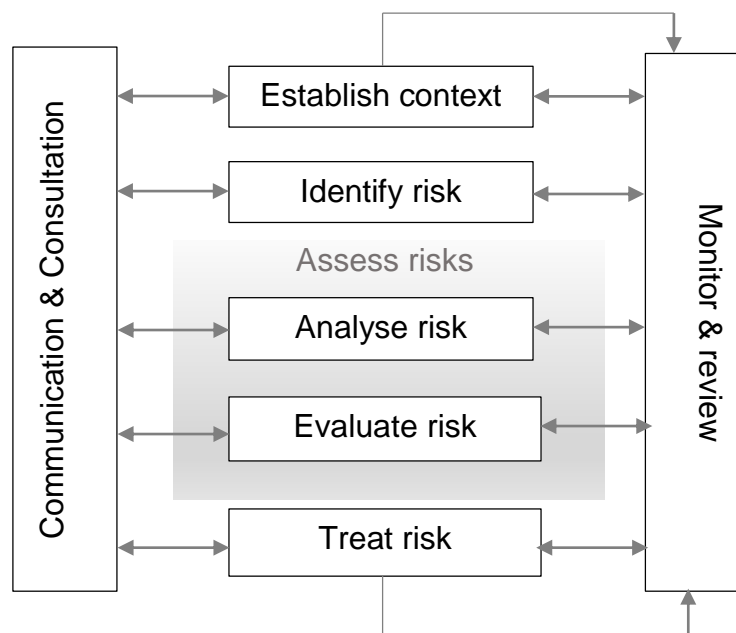 Communication & Consultation
Establish context
Identify risk
Assess risks
Analyse risk
Evaluate risk
Treat risk
Monitor & review